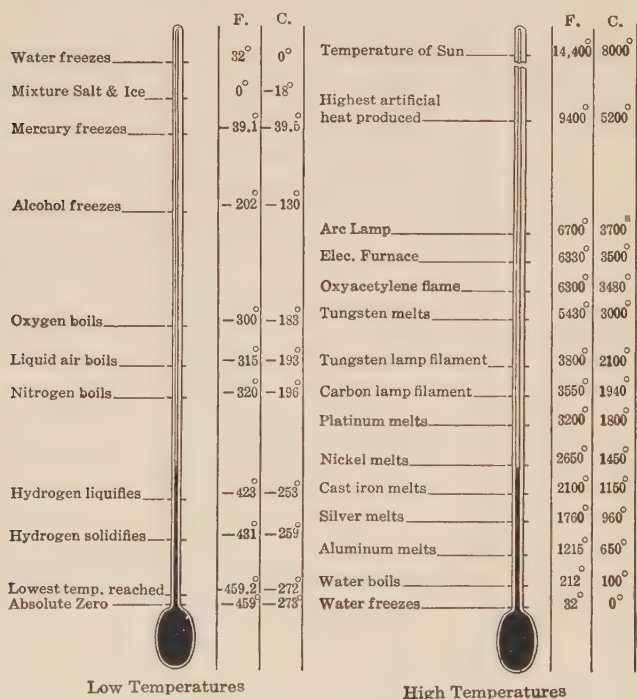 F. C.
Water freezes 32° 0°
Mixture Salt & Ice 0° -18°
Mercury freezes -39.1° -39.5°
Alcohol freezes -202° -130°
Oxygen boils -300° -183°
Liquid air boils -315° -193°
Nitrogen boils -320° -196°
Hydrogen liquifies -423° -253°
Hydrogen solidifies -431° -259°
Lowest temp. reached -459.2° -272°
Absolute Zero -459° -273°
Low Temperatures
F. C.
Temperature of Sun 14,400° 8000°
Highest artificial
heat produced 9400° 5200°
Arc Lamp 6700° 3700°
Elec. Furnace 6330° 3500°
Oxyacetylene flame 6300° 3480°
Tungsten melts 5430° 3000°
Tungsten lamp filament 3800° 2100°
Carbon lamp filament 3550° 1940°
Platinum melts 3200° 1800°
Nickel melts 2650° 1450°
Cast iron melts 2100° 1150°
Silver melts 1760° 960°
Aluminum melts 1215° 650°
Water boils 212° 100°
Water freezes 32° 0°
High Temperatures